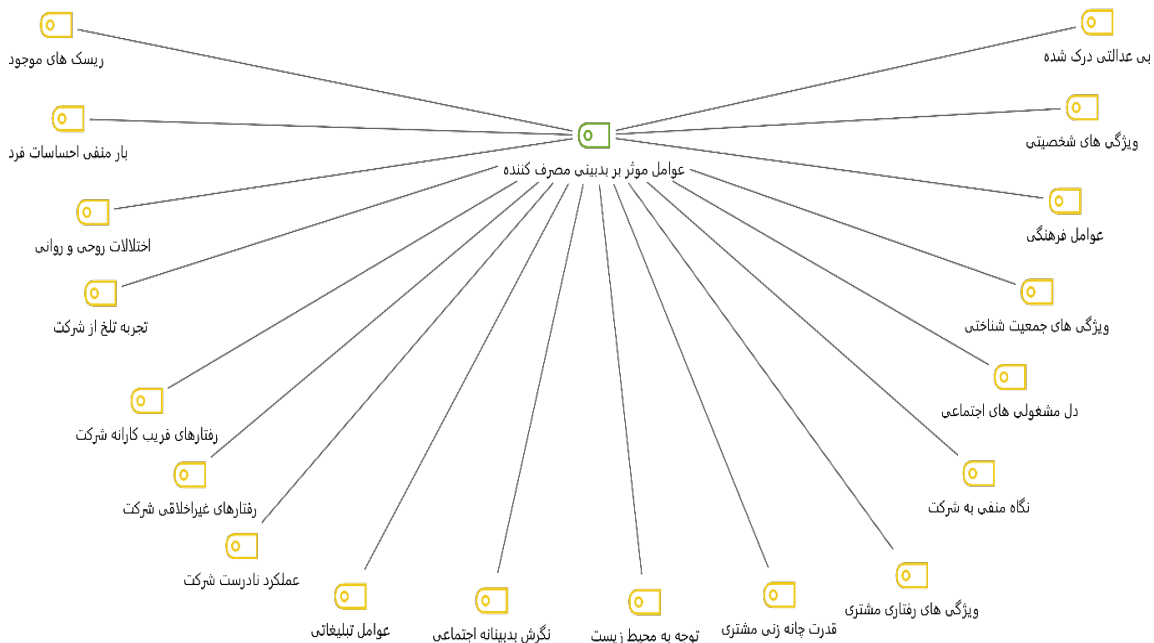 ریسک های موجود
بی عدالتی درک شده
بار منفی احساسات فرد
ویژگی های شخصیتی
عوامل موثر بر بدبینی مصرف کننده
اختلالات روحی و روانی
عوامل فرهنگی
تجربه تلخ از شرکت
ویژگی های جمعیت شناختی
دل مشغولی های اجتماعی
رفتارهای فریب کارانه شرکت
نگاه منفی به شرکت
رفتارهای غیراخلاقی شرکت
عملکرد نادرست شرکت
ویژگی های رفتاری مشتری
قدرت چانه زنی مشتری
توجه به محیط زیست
نگرش بدبینانه اجتماعی
عوامل تبلیغاتی